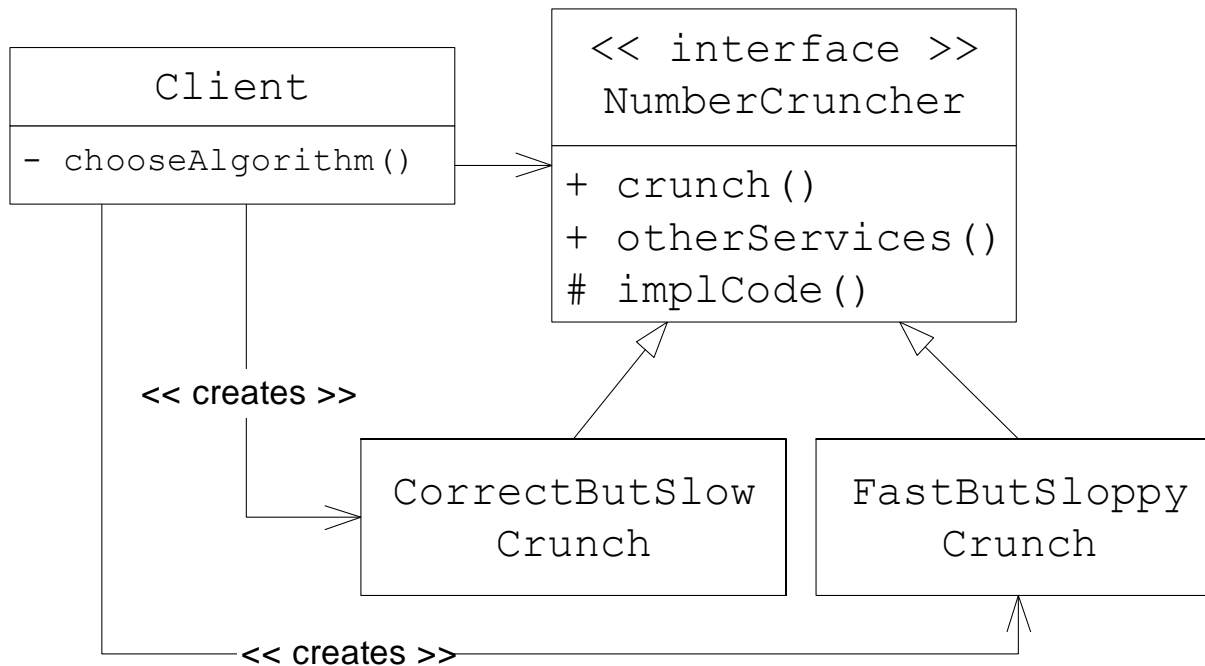 Client
- chooseAlgorithm()
<< interface >>
NumberCruncher
+ crunch()
+ otherServices()
# implCode()
<< creates >>
CorrectButSlow
Crunch
FastButSloppy
Crunch
<< creates >>